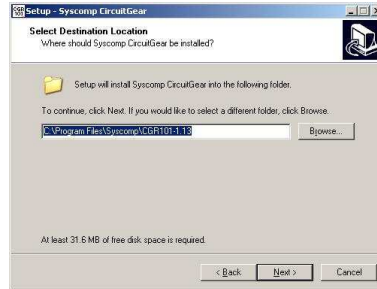 CGR
101
Setup - Syscomp CircuitGear
Select Destination Location
Where should Syscomp CircuitGear be installed?
Setup will install Syscomp CircuitGear into the following folder.
To continue, click Next. If you would like to select a different folder, click Browse.
C:\Program Files\Syscomp\CGR101-1.13
Browse...
At least 31.6 MB of free disk space is required.
< Back
Next >
Cancel